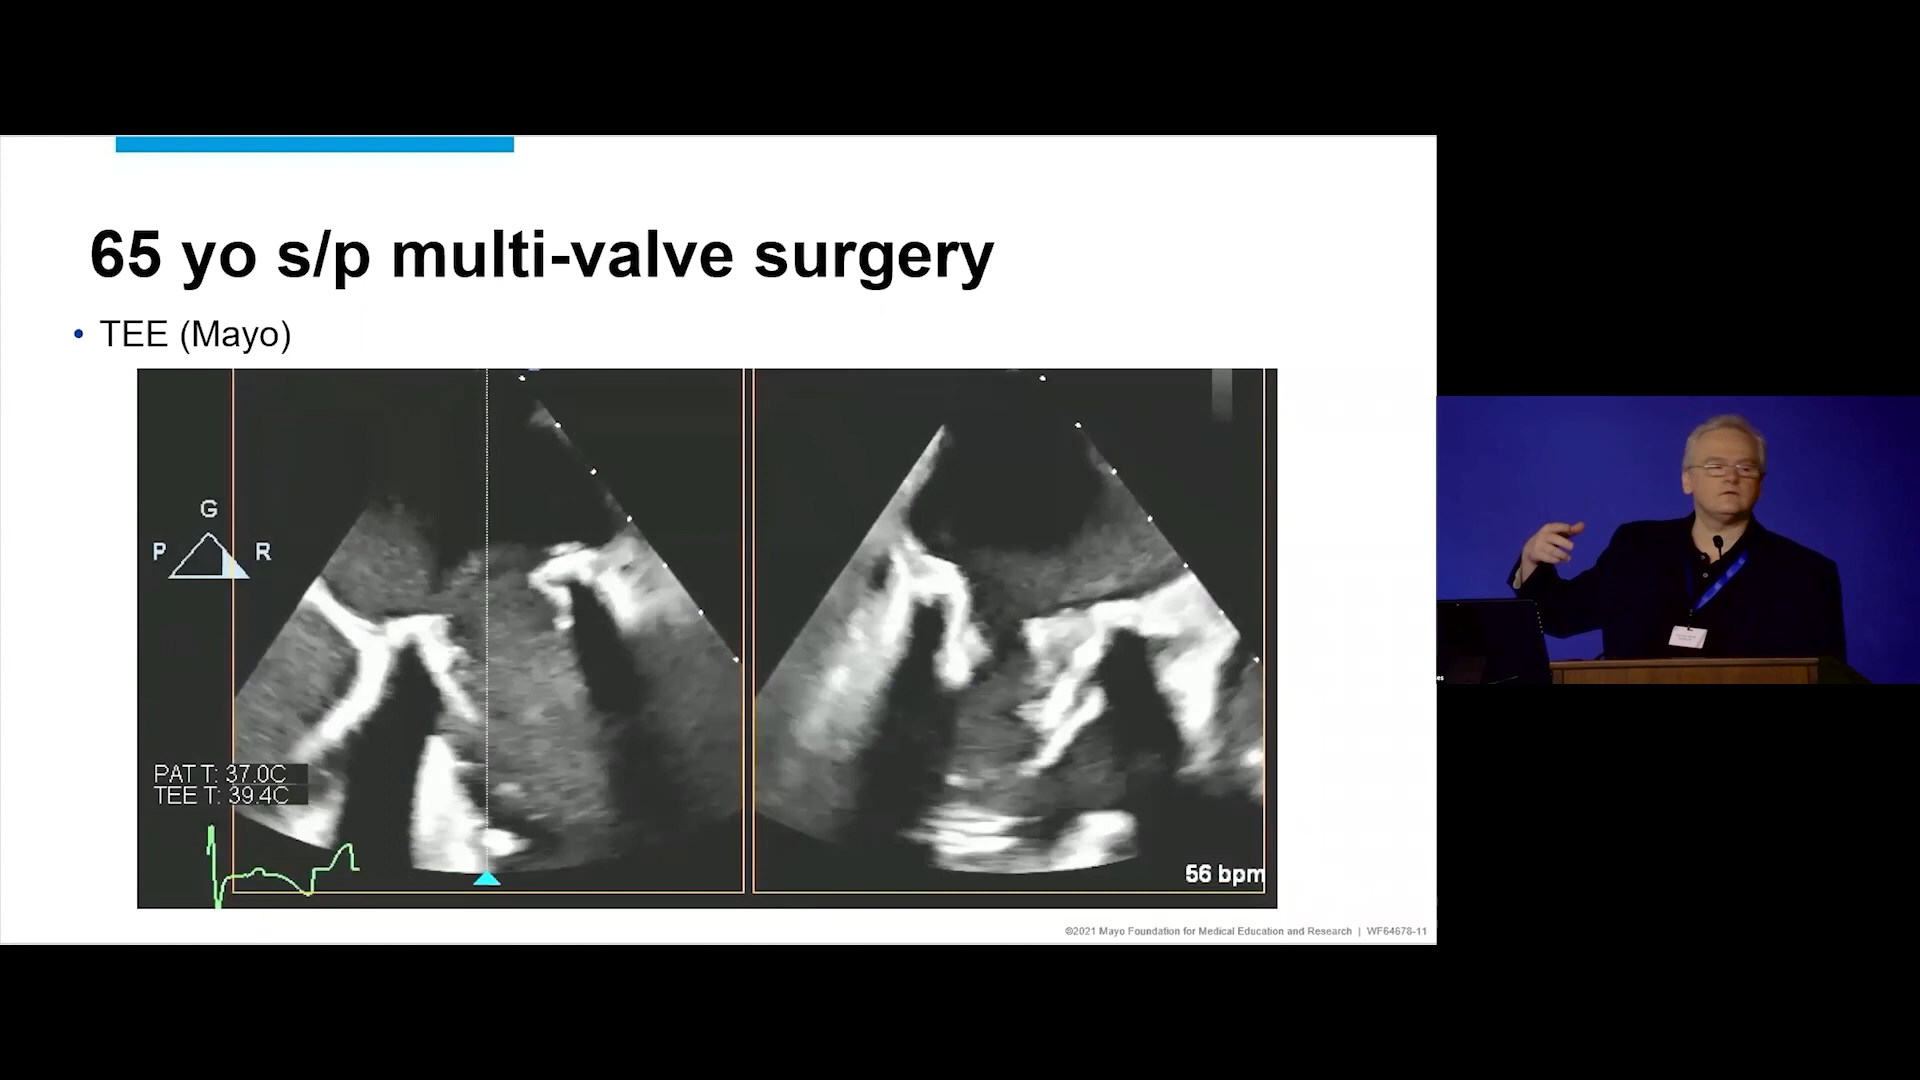 65 yo s/p multi-valve surgery
• TEE (Mayo)
G
P R
PAT T: 37.0C
TEE T: 39.4C
56 bpm
©2021 Mayo Foundation for Medical Education and Research | WF64678-11